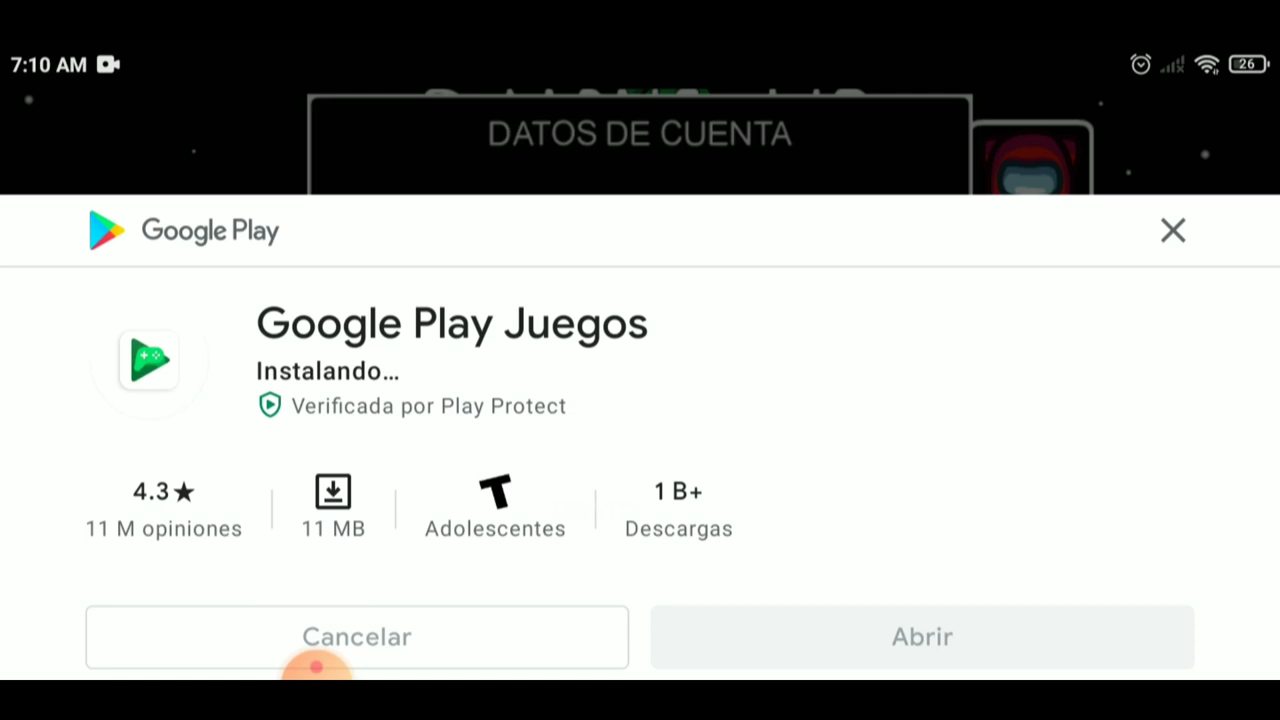 7:10 AM
26
DATOS DE CUENTA
Google Play
Google Play Juegos
Instalando...
Verificada por Play Protect
4.3★
11 M opiniones
11 MB
T
Adolescentes
1 B+
Descargas
Cancelar
Abrir